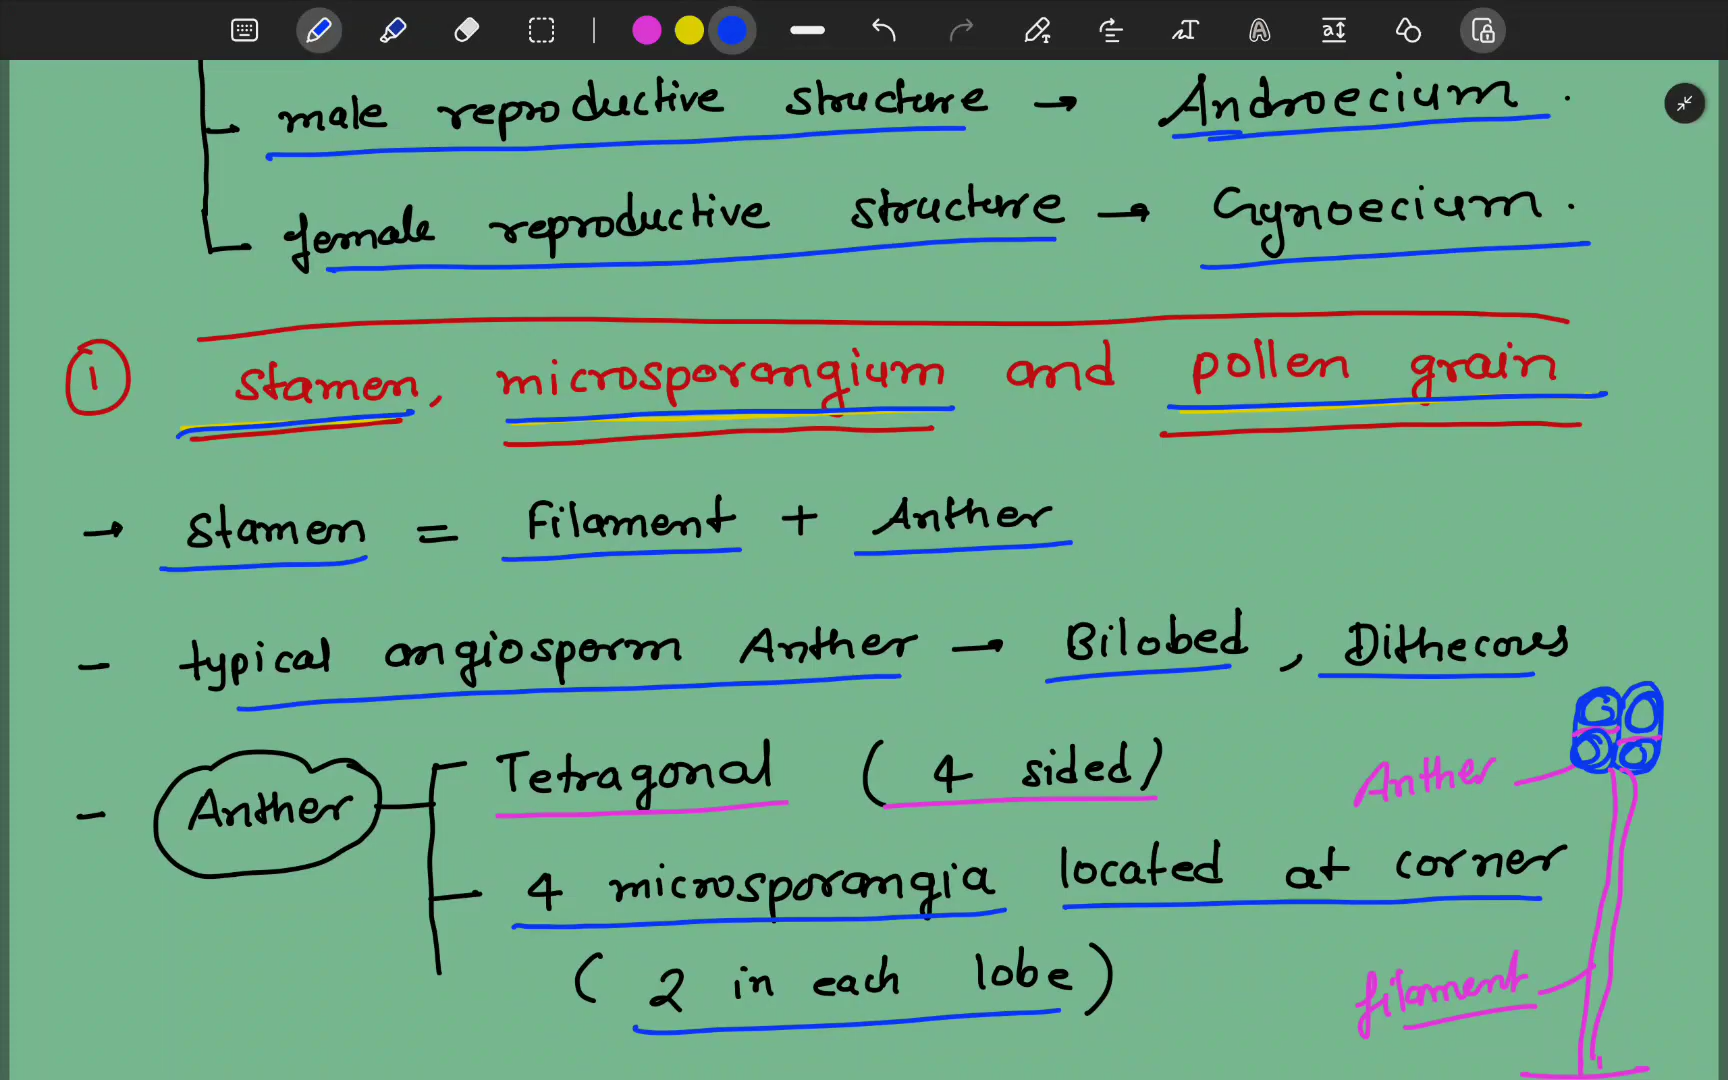 male reproductive structure → Androecium .
female reproductive structure → Gynoecium .
① Stamen, microsporangium and pollen grain
→ Stamen = Filament + Anther
- typical angiosperm Anther → Bilobed , Dithecous
- Anther
Tetragonal ( 4 sided )
4 microsporangia located at corner
( 2 in each lobe )
Anther
filament